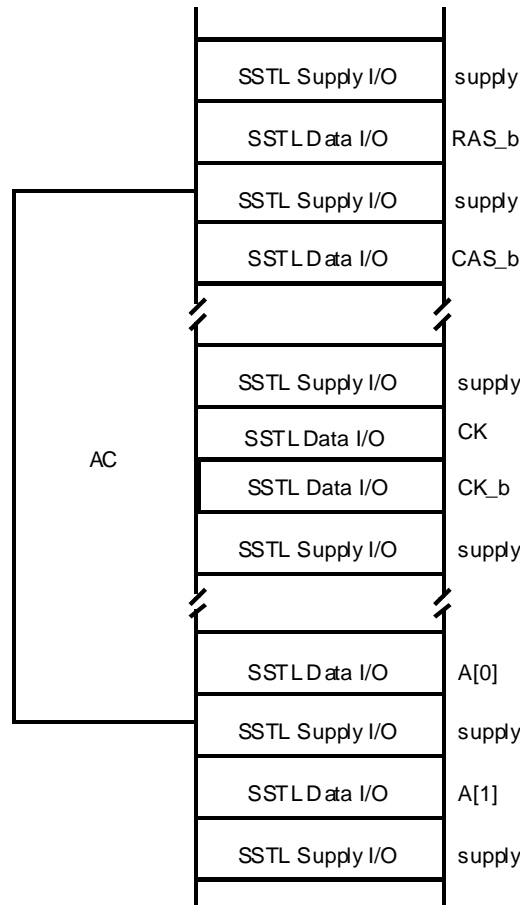 SSTL Supply I/O supply
SSTL Data I/O RAS_b
SSTL Supply I/O supply
SSTL Data I/O CAS_b
SSTL Supply I/O supply
SSTL Data I/O CK
AC
SSTL Data I/O CK_b
SSTL Supply I/O supply
SSTL Data I/O A[0]
SSTL Supply I/O supply
SSTL Data I/O A[1]
SSTL Supply I/O supply